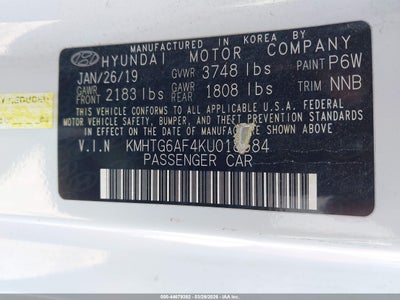 MANUFACTURED IN KOREA BY
HYUNDAI MOTOR COMPANY
JAN/26/19 GVWR 3748 lbs PAINT P6W
GAWR FRONT 2183 lbs GAWR REAR 1808 lbs TRIM NNB
THIS VEHICLE CONFORMS TO ALL APPLICABLE U.S.A. FEDERAL
MOTOR VEHICLE SAFETY, BUMPER, AND THEFT PREVENTION
STANDARDS IN EFFECT ON THE DATE OF MANUFACTURE SHOWN ABOVE.
V.I.N
PASSENGER CAR